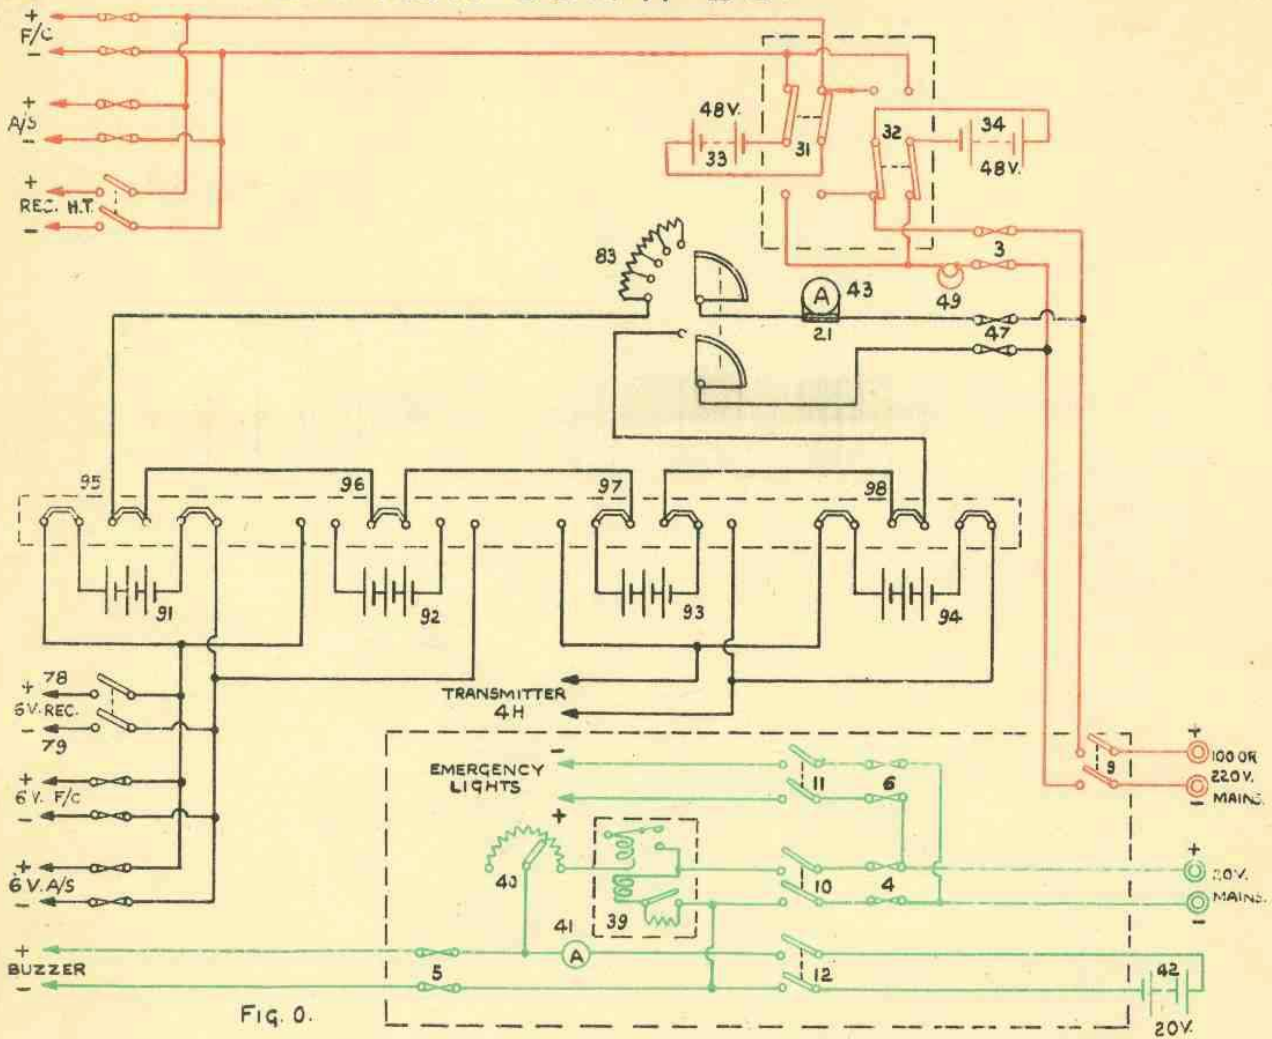 +
F/C
-
+
A/S
-
+
REC. H.T.
-
48V.
33
31
32
34
48V.
3
49
83
A
43
21
47
95
96
97
98
91
92
93
94
78
+
6V. REC.
-
79
+
6V. F/C
-
+
6V. A/S
-
TRANSMITTER
4H
EMERGENCY
LIGHTS
-
+
11
6
9
+
100 OR
220V.
MAINS.
-
40
39
10
4
+
20V.
MAINS.
-
41
A
+
BUZZER
-
5
12
42
20V.
FIG. O.